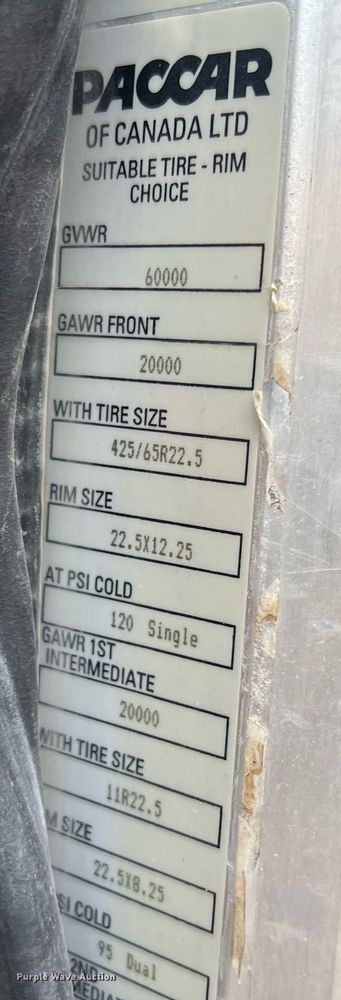 PACCAR
OF CANADA LTD
SUITABLE TIRE - RIM
CHOICE
GVWR
60000
GAWR FRONT
20000
WITH TIRE SIZE
425/65R22.5
RIM SIZE
22.5X12.25
AT PSI COLD
120 Single
GAWR 1ST
INTERMEDIATE
20000
WITH TIRE SIZE
11R22.5
M SIZE
22.5X8.25
SI COLD
95 Dual
Purple Wave Auction